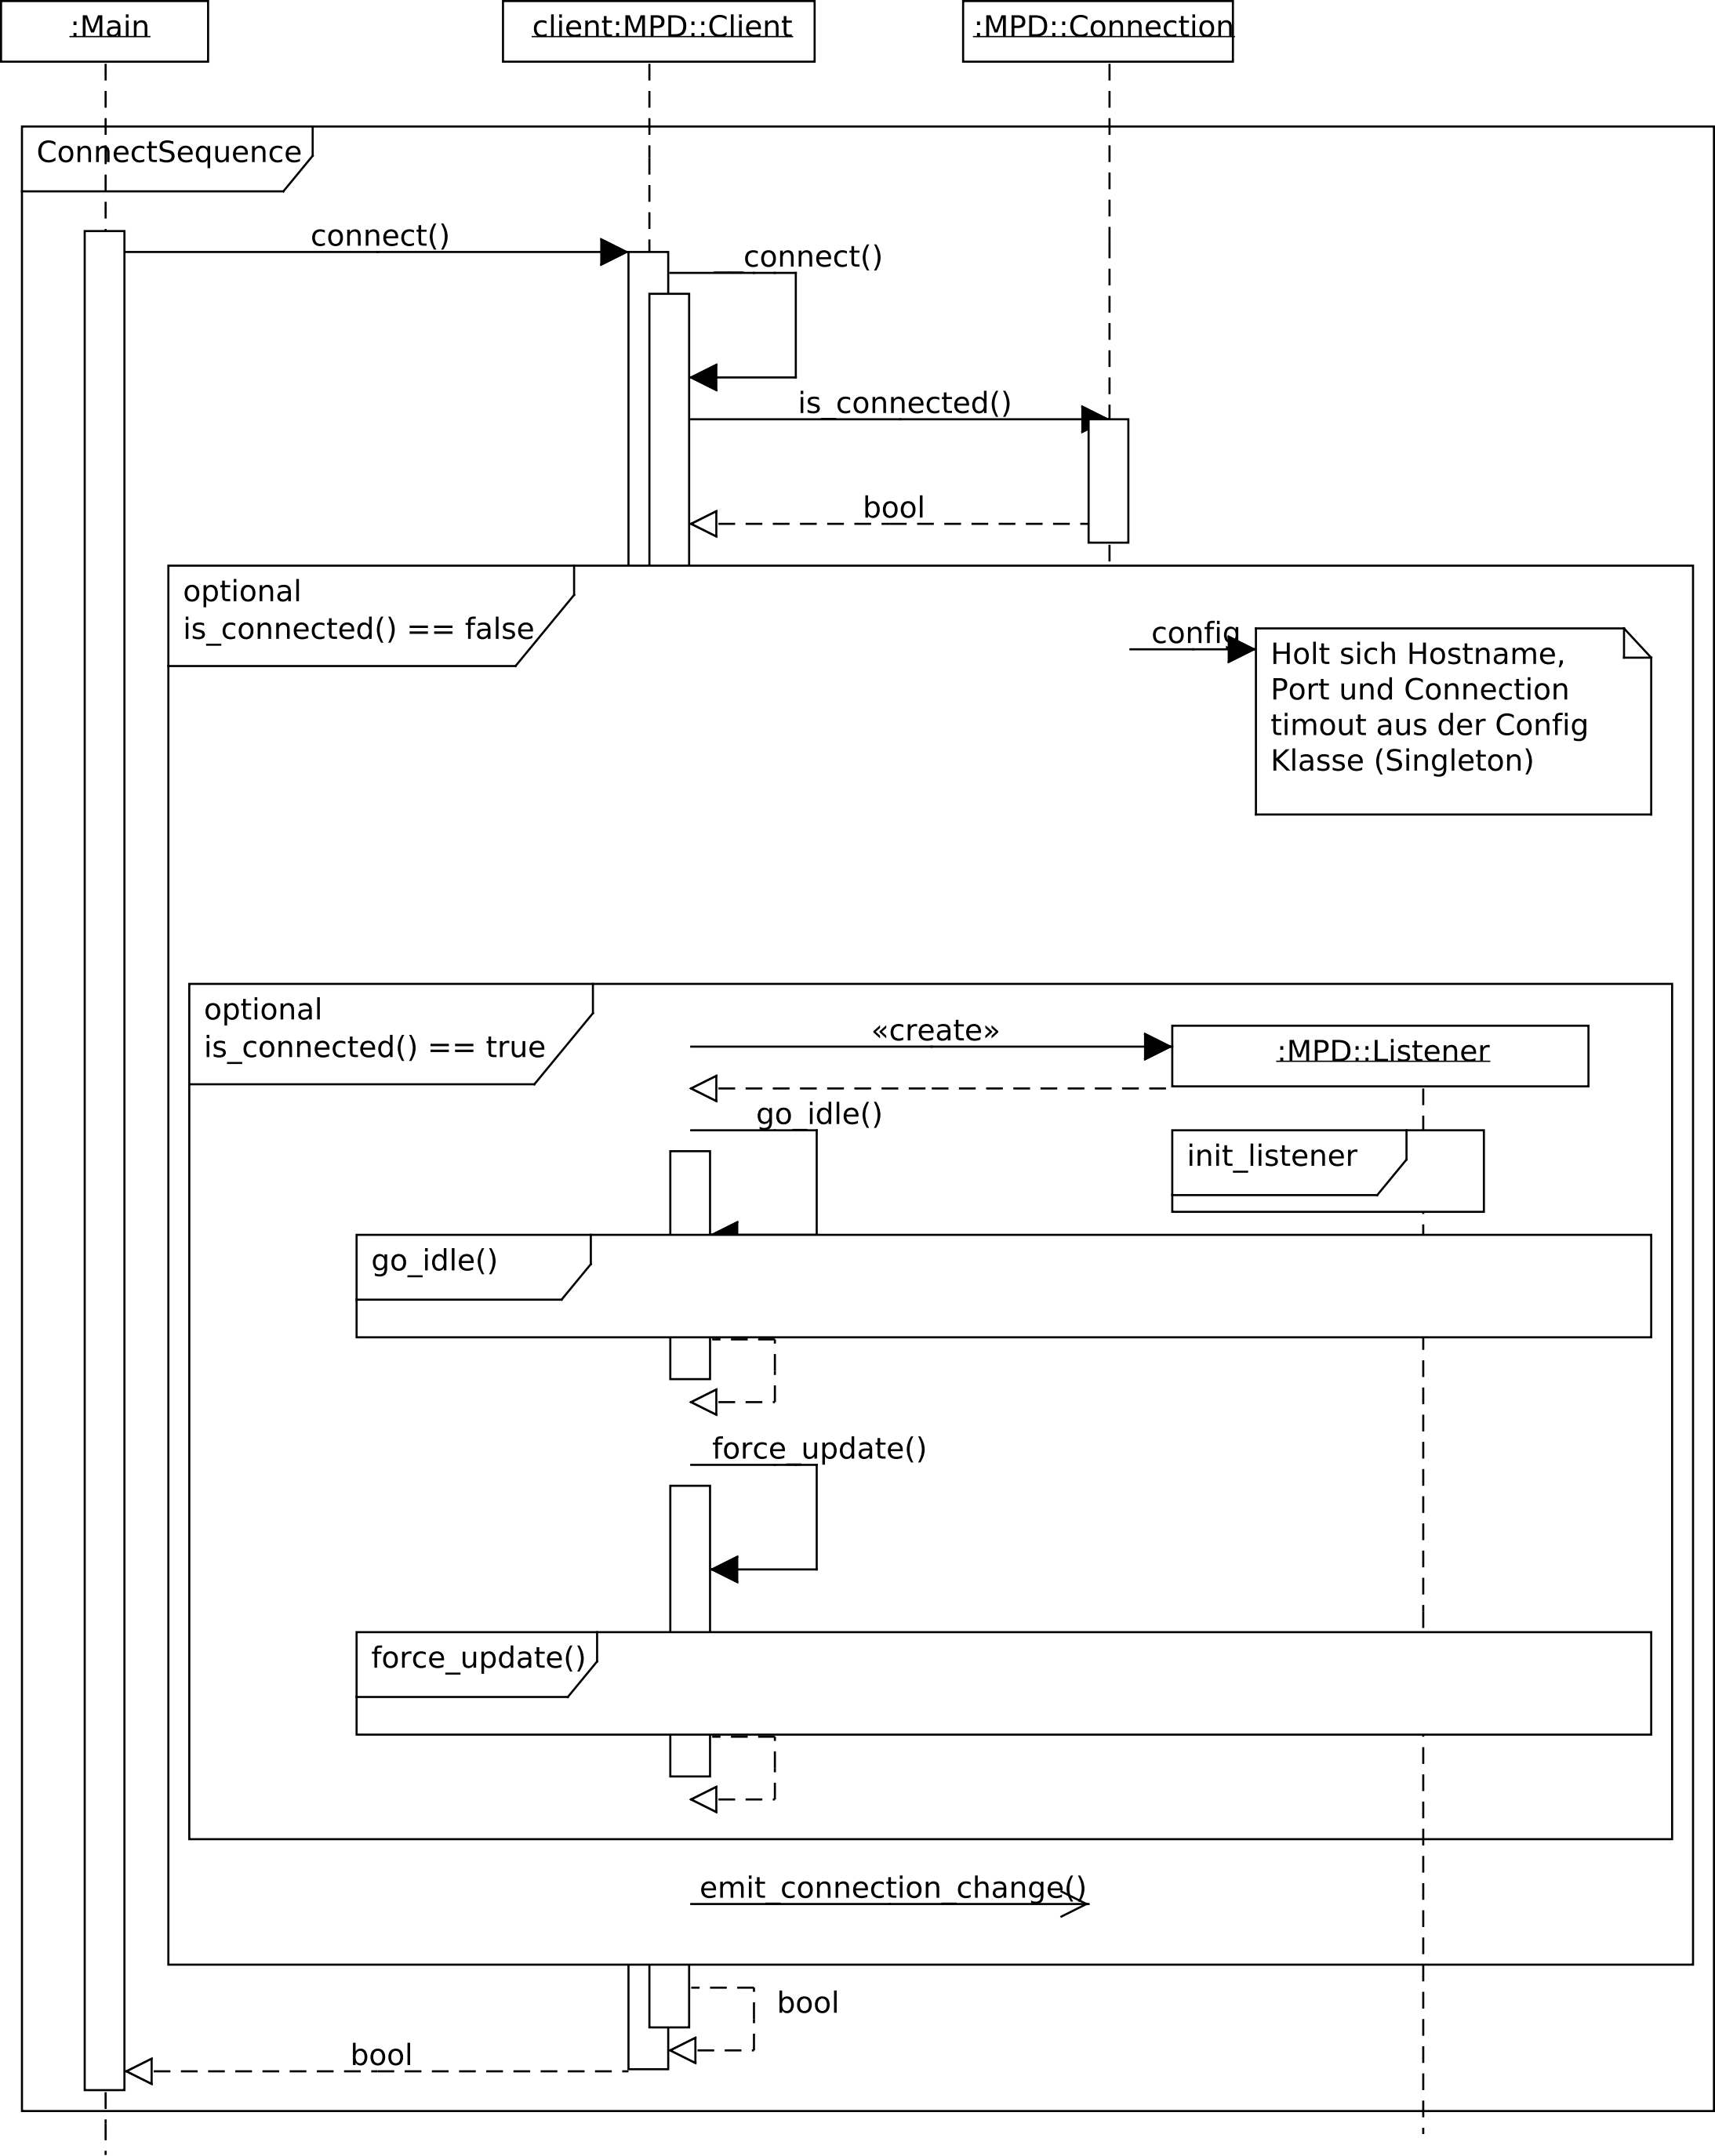 :Main
client:MPD::Client
:MPD::Connection
ConnectSequence
connect()
__connect()
is_connected()
bool
optional
is_connected() == false
config
Holt sich Hostname,
Port und Connection
timout aus der Config
Klasse (Singleton)
optional
is_connected() == true
«create»
:MPD::Listener
go_idle()
init_listener
go_idle()
force_update()
force_update()
emit_connection_change()
bool
bool